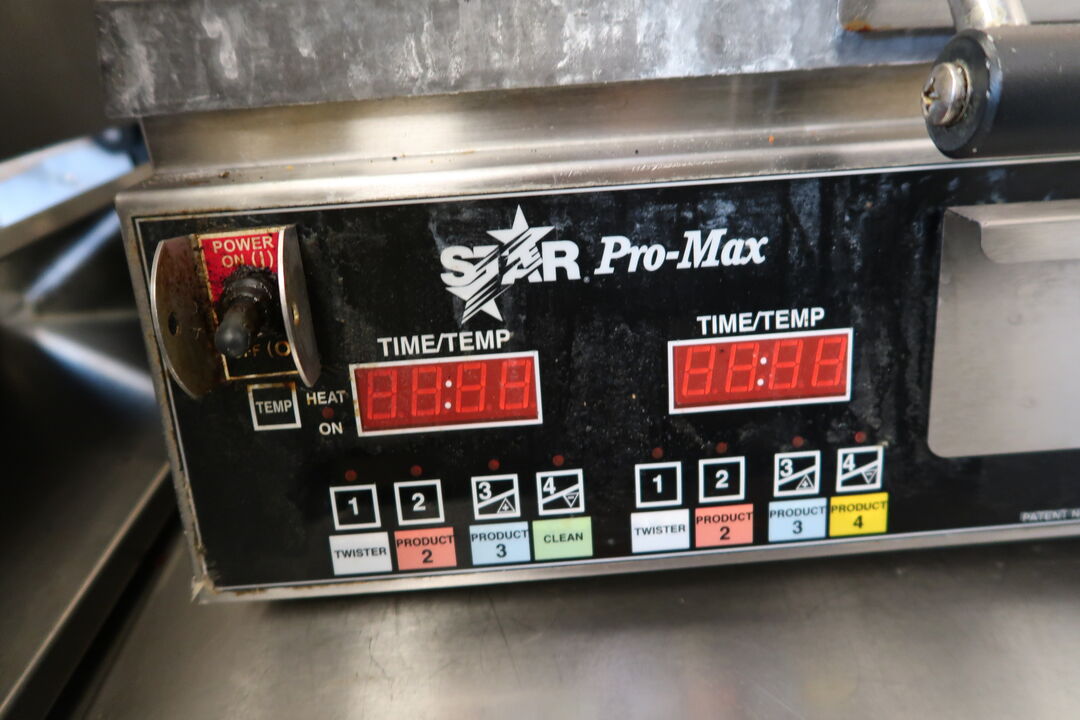 POWER
ON (I)
STAR Pro-Max
TIME/TEMP
TIME/TEMP
TEMP
HEAT
ON
1 2 3 4
1 2 3 4
TWISTER
PRODUCT
2
PRODUCT
3
CLEAN
TWISTER
PRODUCT
2
PRODUCT
3
PRODUCT
4
PATENT